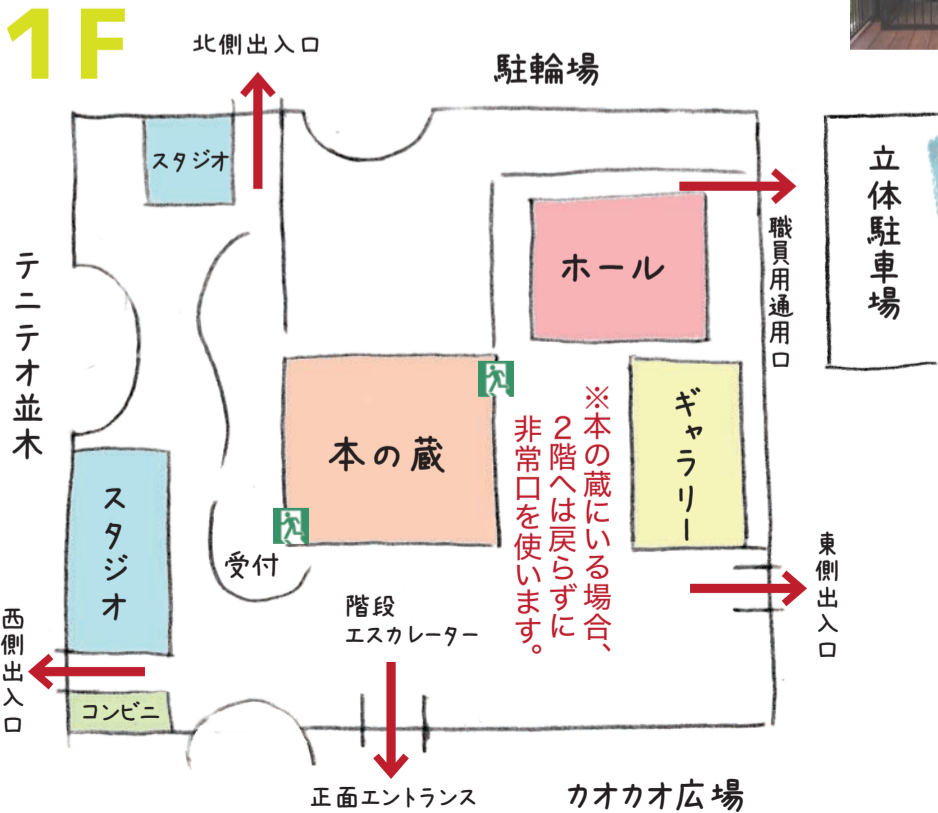 1F
北側出入口
駐輪場
スタジオ
立体駐車場
職員用通用口
ホール
テニテオ並木
本の蔵
ギャラリー
※本の蔵にいる場合、
２階へは戻らずに
非常口を使います。
スタジオ
受付
東側出入口
階段
エスカレーター
西側出入口
コンビニ
正面エントランス
カオカオ広場